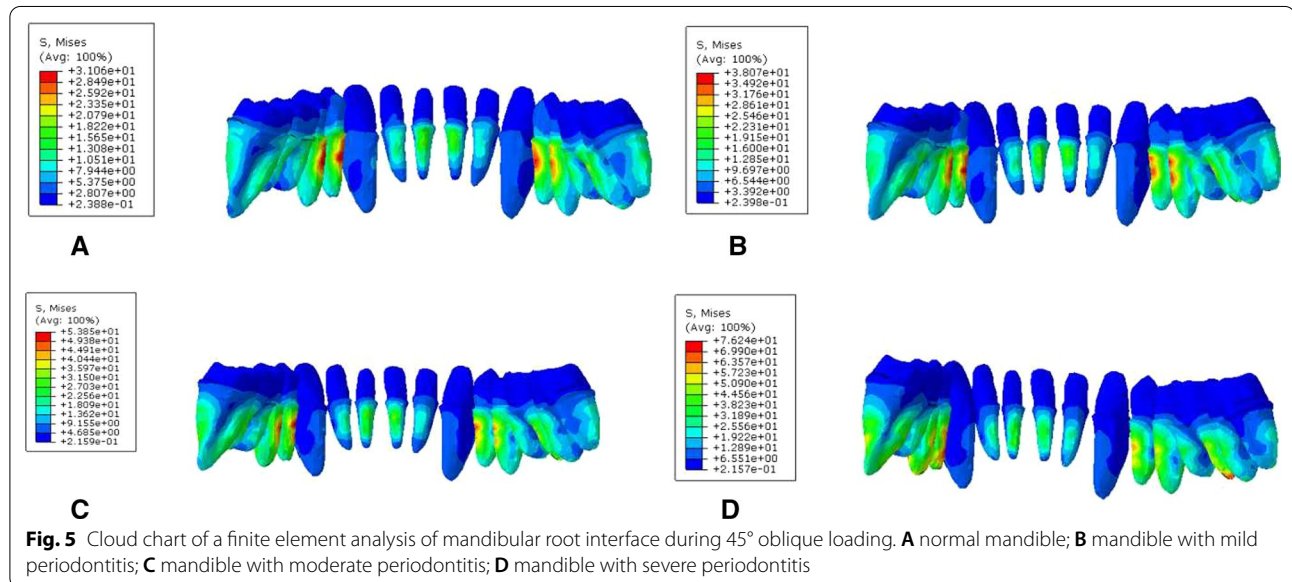 S, Mises
(Avg: 100%)
+3.106e+01
+2.849e+01
+2.592e+01
+2.335e+01
+2.079e+01
+1.822e+01
+1.565e+01
+1.308e+01
+1.051e+01
+7.944e+00
+5.375e+00
+2.807e+00
+2.388e-01
A
S, Mises
(Avg: 100%)
+3.807e+01
+3.492e+01
+3.176e+01
+2.861e+01
+2.546e+01
+2.231e+01
+1.915e+01
+1.600e+01
+1.285e+01
+9.697e+00
+6.544e+00
+3.392e+00
+2.398e-01
B
S, Mises
(Avg: 100%)
+5.385e+01
+4.938e+01
+4.491e+01
+4.044e+01
+3.597e+01
+3.150e+01
+2.703e+01
+2.256e+01
+1.809e+01
+1.362e+01
+9.155e+00
+4.685e+00
+2.159e-01
C
S, Mises
(Avg: 100%)
+7.624e+01
+6.990e+01
+6.357e+01
+5.723e+01
+5.090e+01
+4.456e+01
+3.823e+01
+3.189e+01
+2.556e+01
+1.922e+01
+1.289e+01
+6.551e+00
+2.157e-01
D
Fig. 5 Cloud chart of a finite element analysis of mandibular root interface during 45° oblique loading. A normal mandible; B mandible with mild
periodontitis; C mandible with moderate periodontitis; D mandible with severe periodontitis